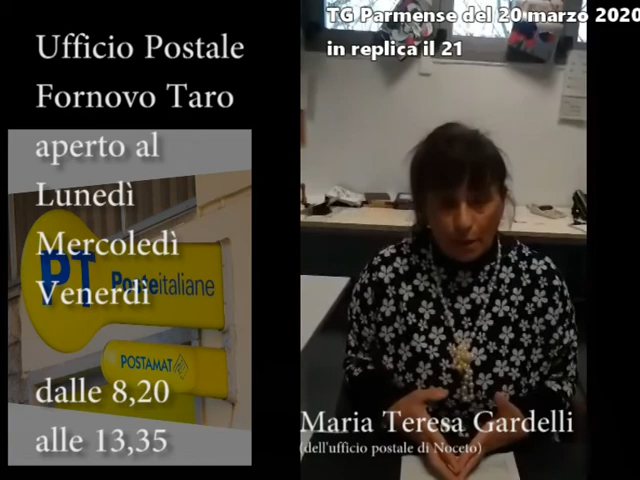 Ufficio Postale
Fornovo Taro
aperto al
Lunedì
Mercoledì
Venerdì
dalle 8,20
alle 13,35
PT Posteitaliane
POSTAMAT
TG Parmense del 20 marzo 2020
in replica il 21
Maria Teresa Gardelli
(dell'ufficio postale di Noceto)